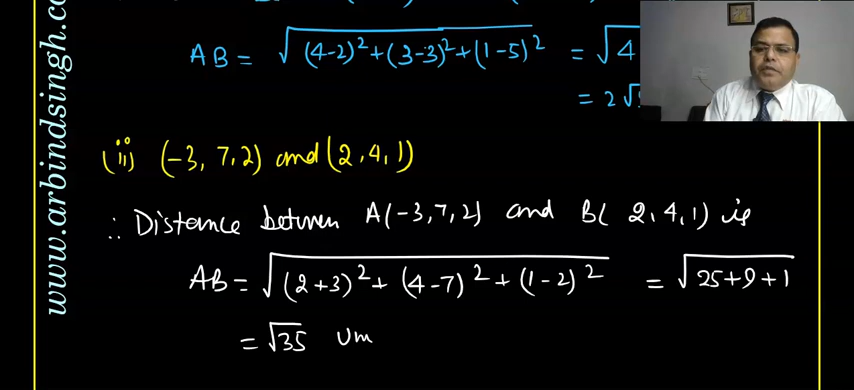 AB = √(4-2)²+(3-3)²+(1-5)² = √4
= 2√
(ii) (-3, 7, 2) and (2, 4, 1)
∴ Distance between A(-3, 7, 2) and B( 2, 4, 1) is
AB = √(2+3)² + (4-7)² + (1-2)² = √25+9+1
= √35 Um
www.arbindsingh.co